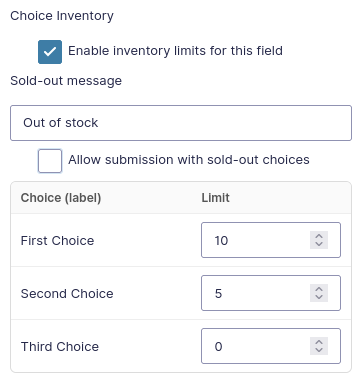 Choice Inventory
Enable inventory limits for this field
Sold-out message
Out of stock
Allow submission with sold-out choices
Choice (label) Limit
First Choice 10
Second Choice 5
Third Choice 0